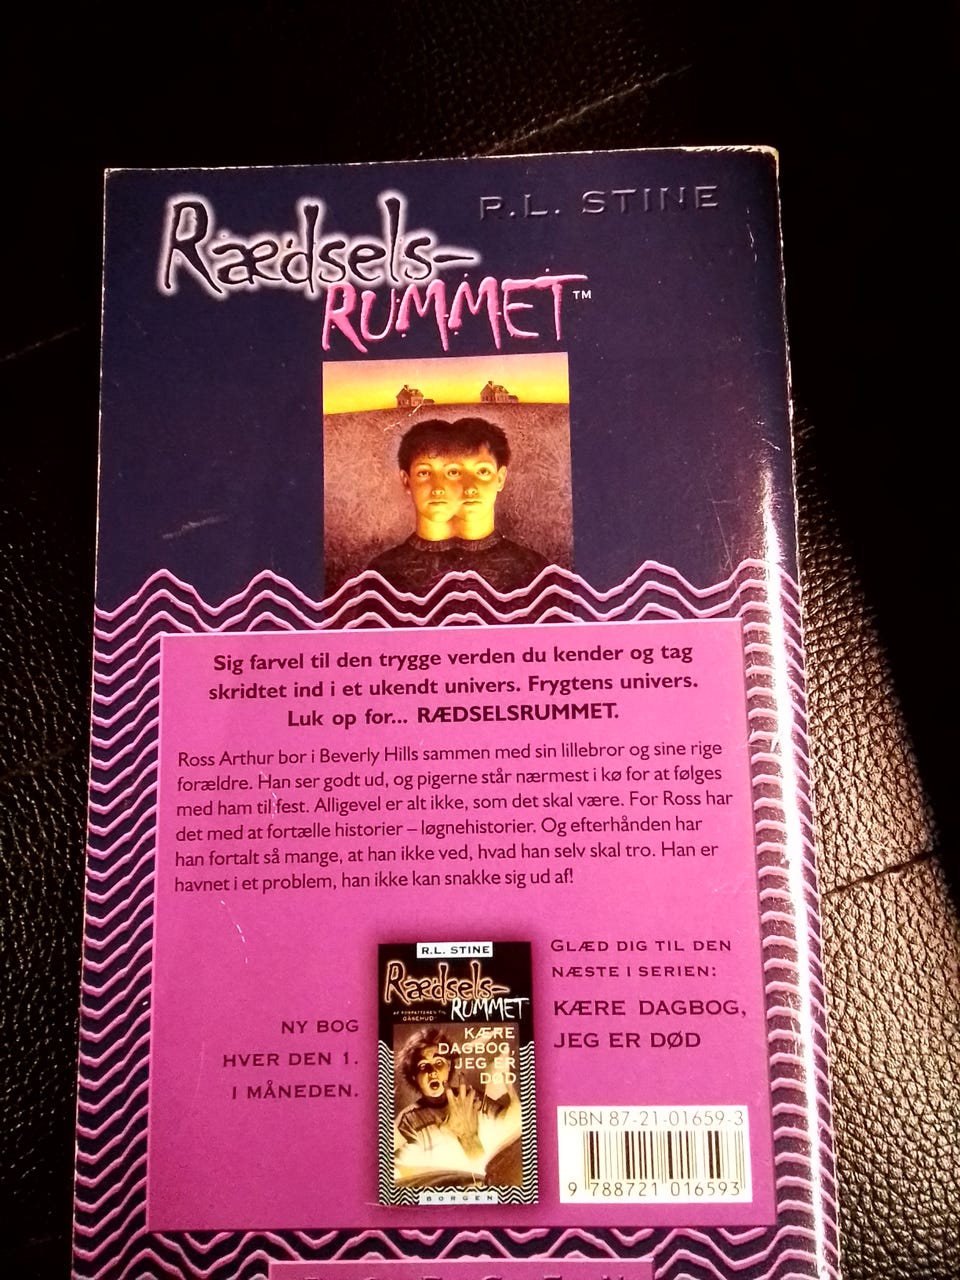 Rædsels-
RUMMET™
R.L. STINE
Sig farvel til den trygge verden du kender og tag
skridtet ind i et ukendt univers. Frygtens univers.
Luk op for... RÆDSELSRUMMET.
Ross Arthur bor i Beverly Hills sammen med sin lillebror og sine rige
forældre. Han ser godt ud, og pigerne står nærmest i kø for at følges
med ham til fest. Alligevel er alt ikke, som det skal være. For Ross har
det med at fortælle historier – løgnehistorier. Og efterhånden har
han fortalt så mange, at han ikke ved, hvad han selv skal tro. Han er
havnet i et problem, han ikke kan snakke sig ud af!
NY BOG
HVER DEN 1.
I MÅNEDEN.
R.L. STINE
Rædsels-
RUMMET
AF FORFATTEREN TIL
GÅSEHUD
KÆRE
DAGBOG,
JEG ER
DØD
BORGEN
GLÆD DIG TIL DEN
NÆSTE I SERIEN:
KÆRE DAGBOG,
JEG ER DØD
ISBN 87-21-01659-3
9 788721 016593